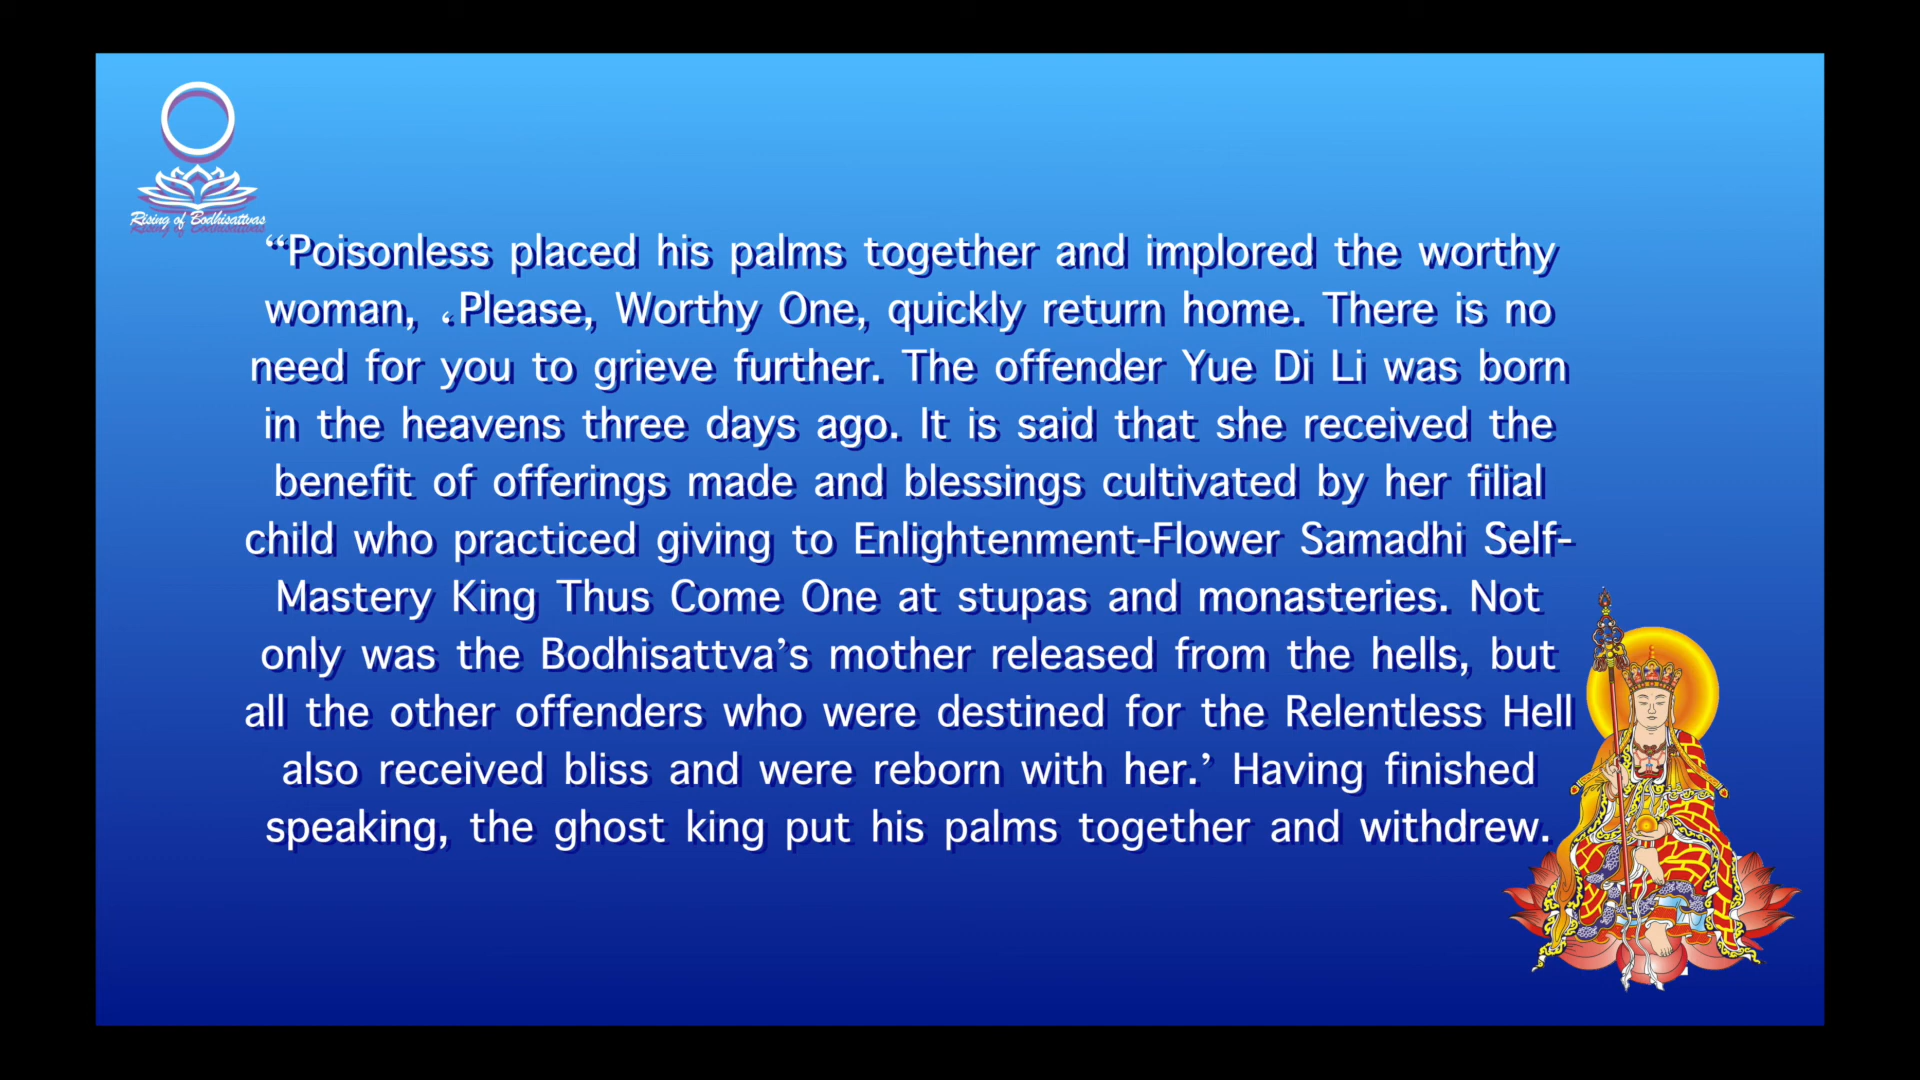 Rising of Bodhisattvas
“Poisonless placed his palms together and implored the worthy
woman, ‘Please, Worthy One, quickly return home. There is no
need for you to grieve further. The offender Yue Di Li was born
in the heavens three days ago. It is said that she received the
benefit of offerings made and blessings cultivated by her filial
child who practiced giving to Enlightenment-Flower Samadhi Self-
Mastery King Thus Come One at stupas and monasteries. Not
only was the Bodhisattva’s mother released from the hells, but
all the other offenders who were destined for the Relentless Hell
also received bliss and were reborn with her.’ Having finished
speaking, the ghost king put his palms together and withdrew.